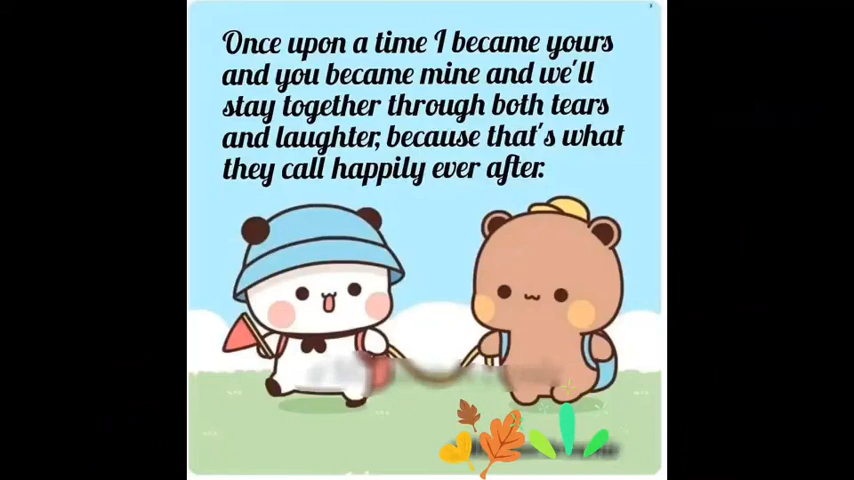 Once upon a time I became yours
and you became mine and we'll
stay together through both tears
and laughter, because that's what
they call happily ever after.